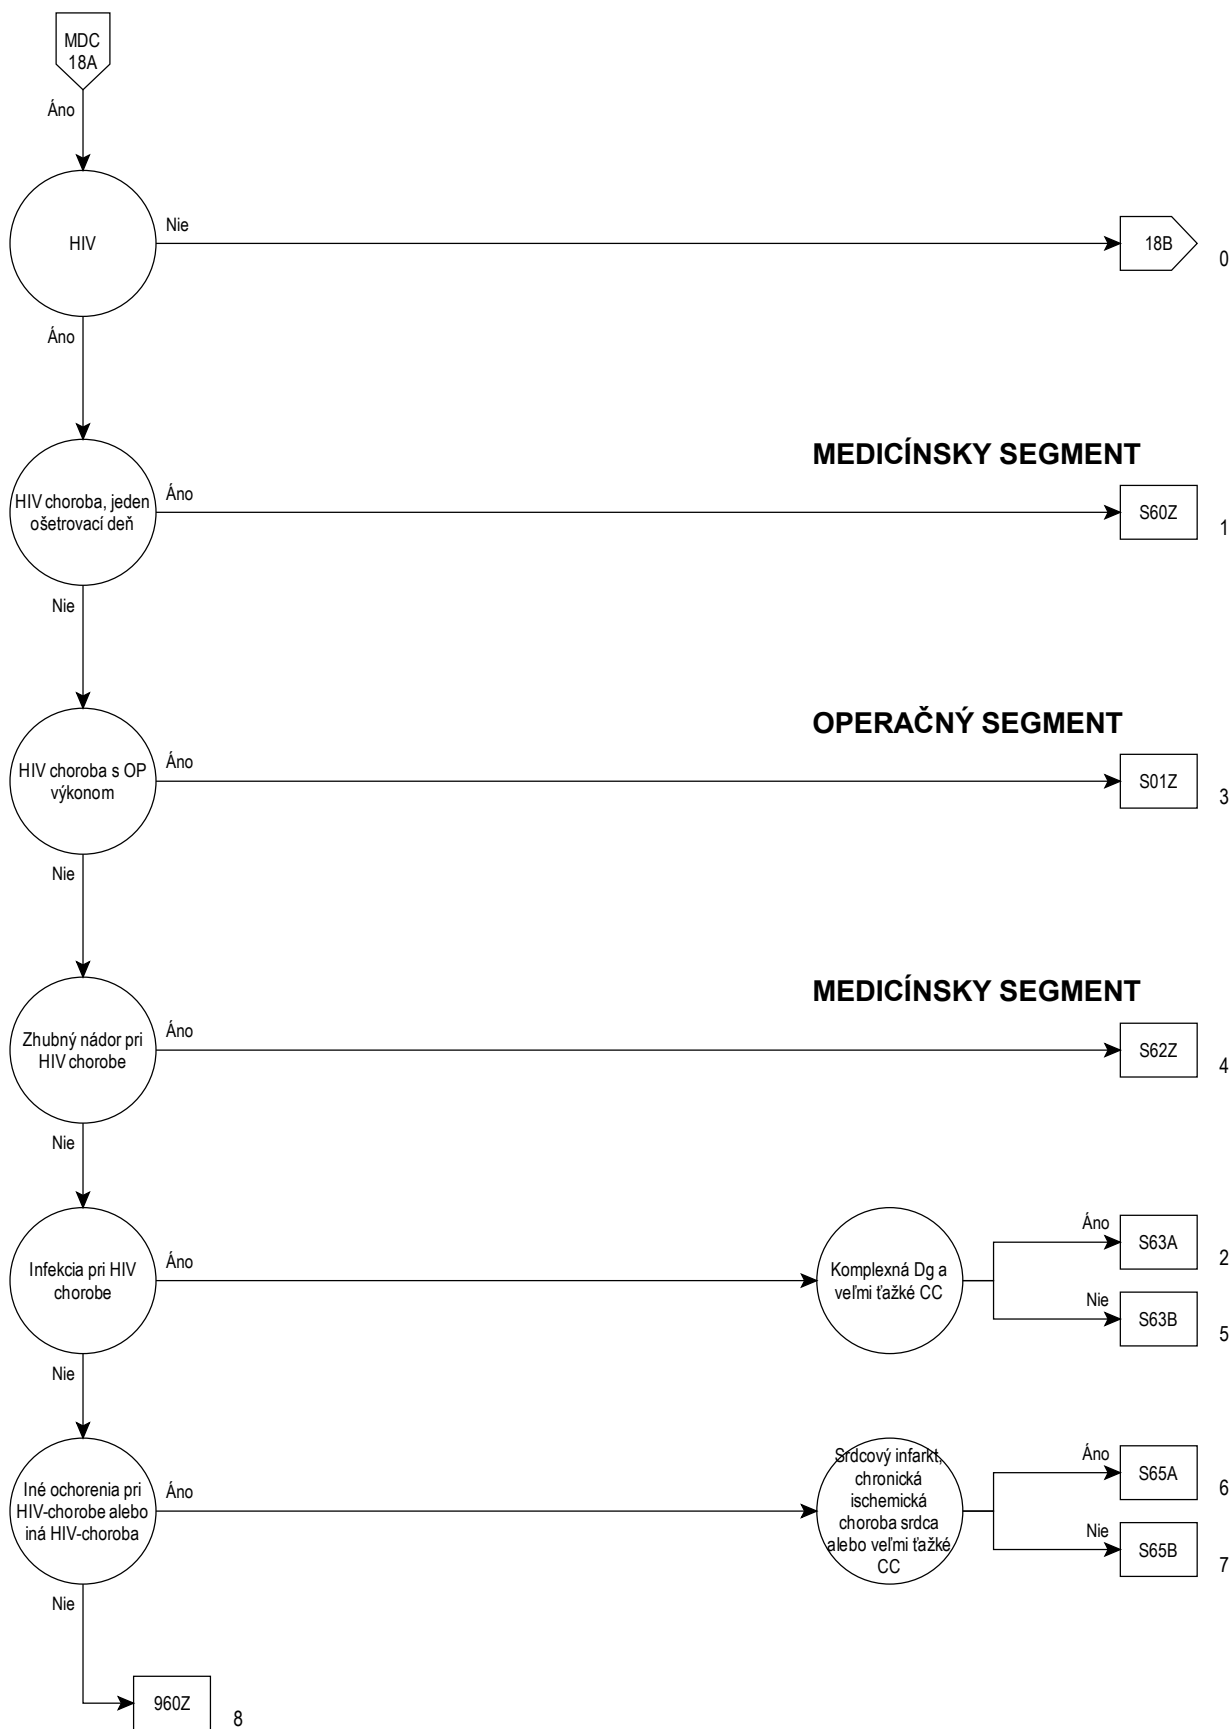 MDC
18A
Áno
HIV
Nie
18B
0
Áno
MEDICÍNSKY SEGMENT
HIV choroba, jeden
ošetrovací deň
Áno
S60Z
1
Nie
OPERAČNÝ SEGMENT
HIV choroba s OP
výkonom
Áno
S01Z
3
Nie
MEDICÍNSKY SEGMENT
Zhubný nádor pri
HIV chorobe
Áno
S62Z
4
Nie
Infekcia pri HIV
chorobe
Áno
Komplexná Dg a
veľmi ťažké CC
Áno
S63A
2
Nie
S63B
5
Nie
Iné ochorenia pri
HIV-chorobe alebo
iná HIV-choroba
Áno
Srdcový infarkt,
chronická
ischemická
choroba srdca
alebo veľmi ťažké
CC
Áno
S65A
6
Nie
S65B
7
Nie
960Z
8